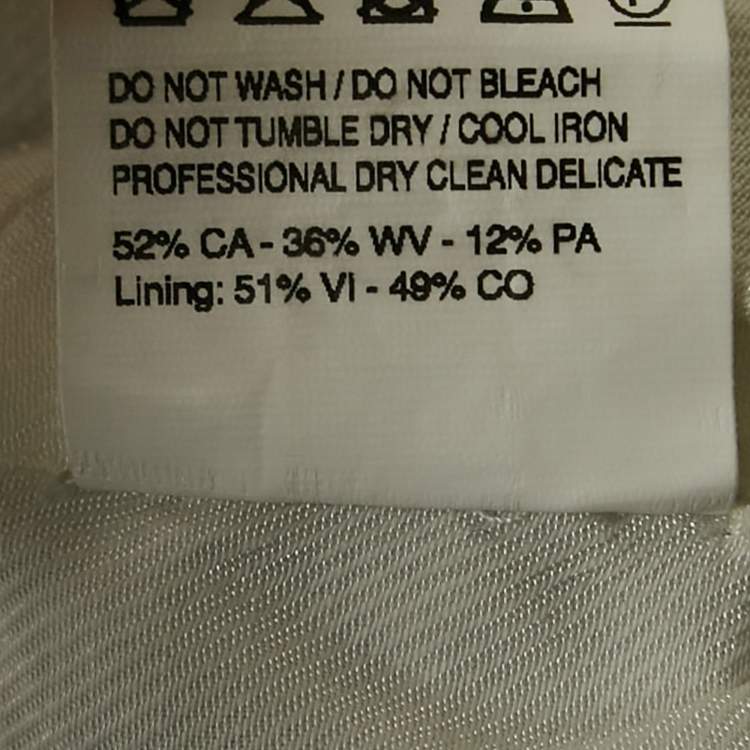 DO NOT WASH / DO NOT BLEACH
DO NOT TUMBLE DRY / COOL IRON
PROFESSIONAL DRY CLEAN DELICATE
52% CA - 36% WV - 12% PA
Lining: 51% VI - 49% CO